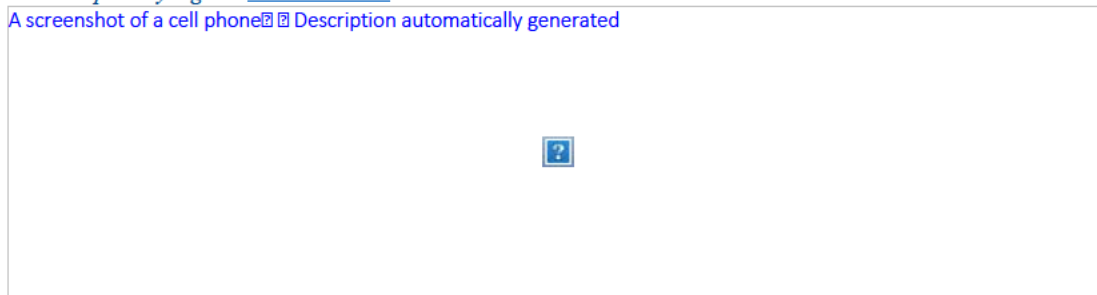 A screenshot of a cell phone⍰ ⍰ Description automatically generated
?